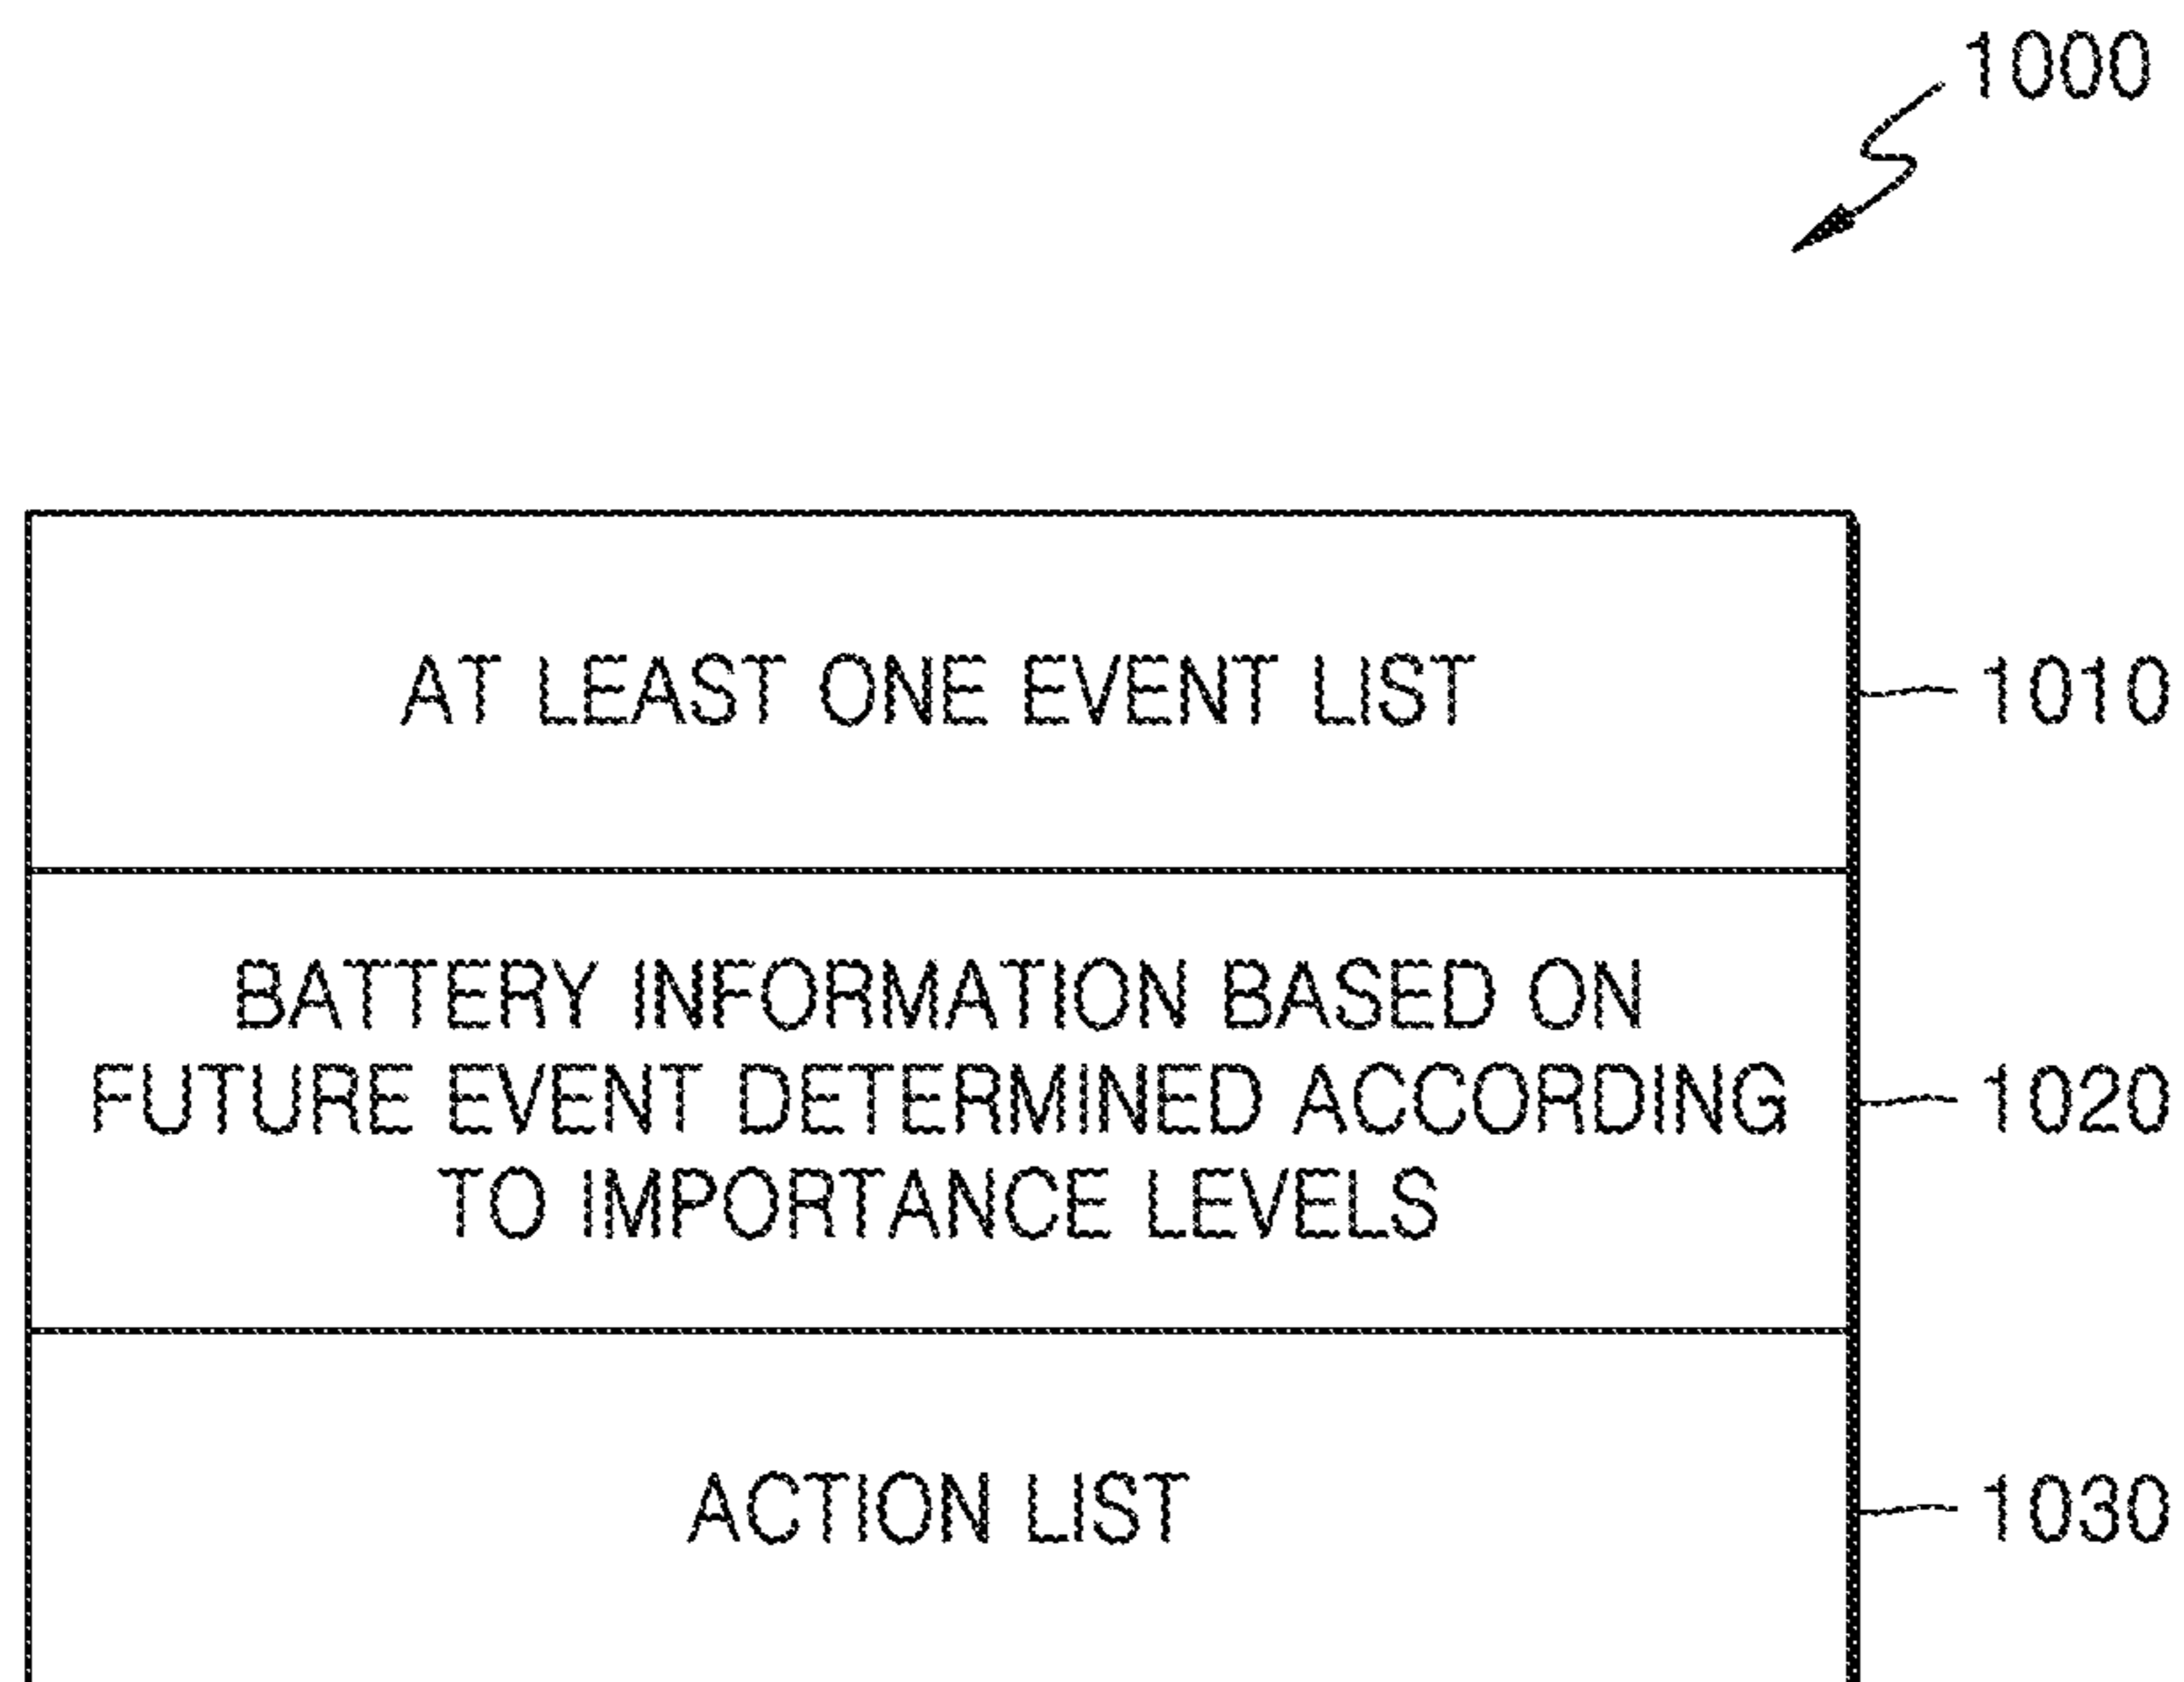 1000
AT LEAST ONE EVENT LIST
1010
BATTERY INFORMATION BASED ON
FUTURE EVENT DETERMINED ACCORDING
TO IMPORTANCE LEVELS
1020
ACTION LIST
1030